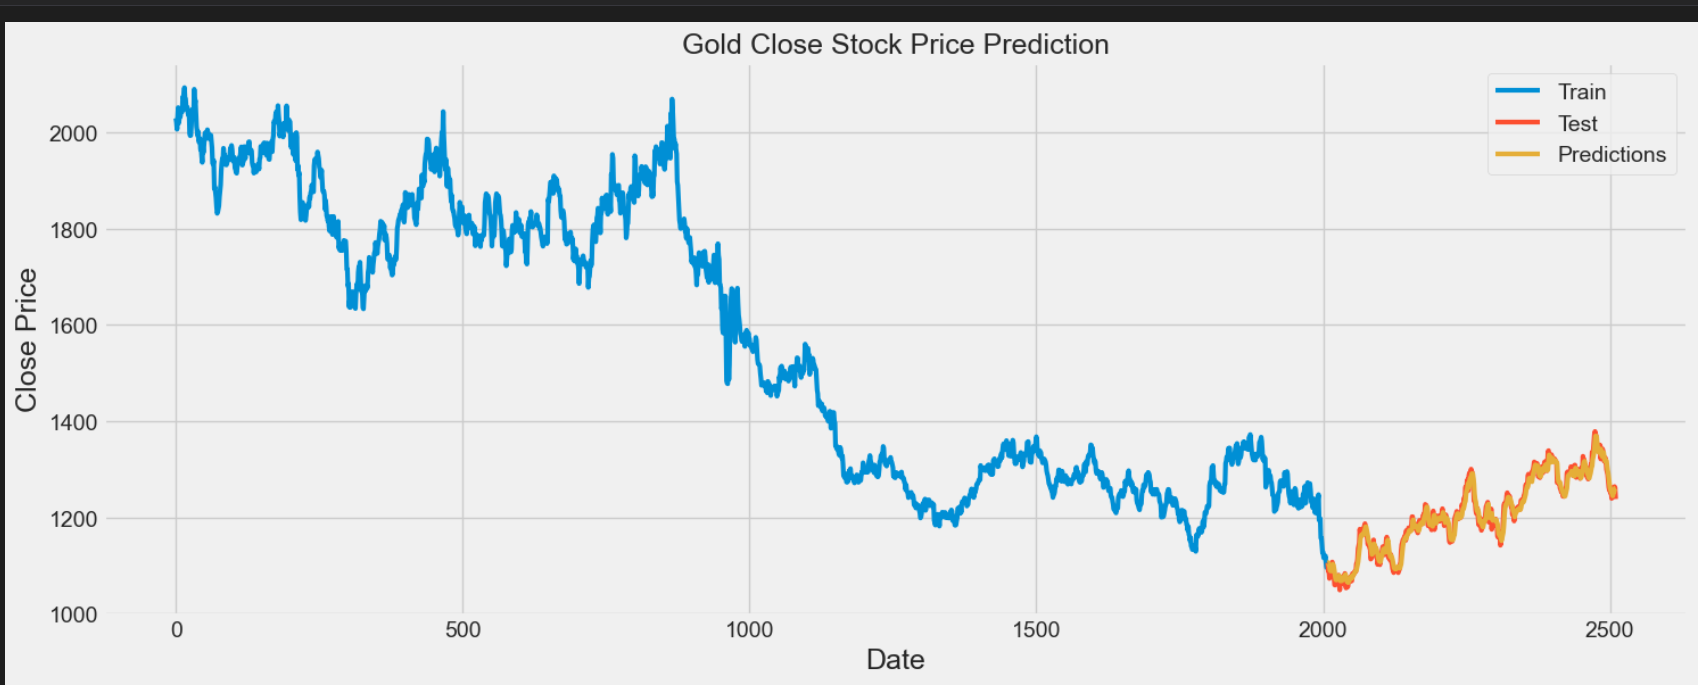 Gold Close Stock Price Prediction
Train
Test
Predictions
2000
1800
1600
1400
1200
1000
Close Price
0 500 1000 1500 2000 2500
Date